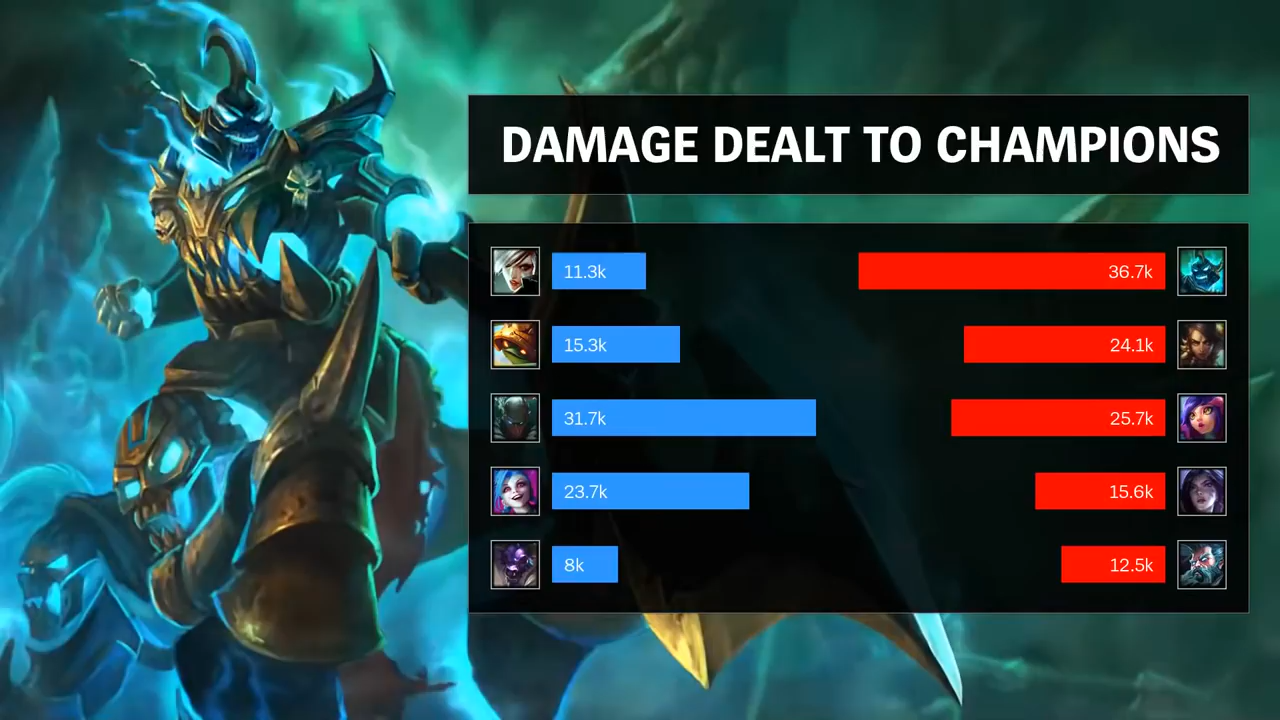 DAMAGE DEALT TO CHAMPIONS
11.3k 36.7k
15.3k 24.1k
31.7k 25.7k
23.7k 15.6k
8k 12.5k